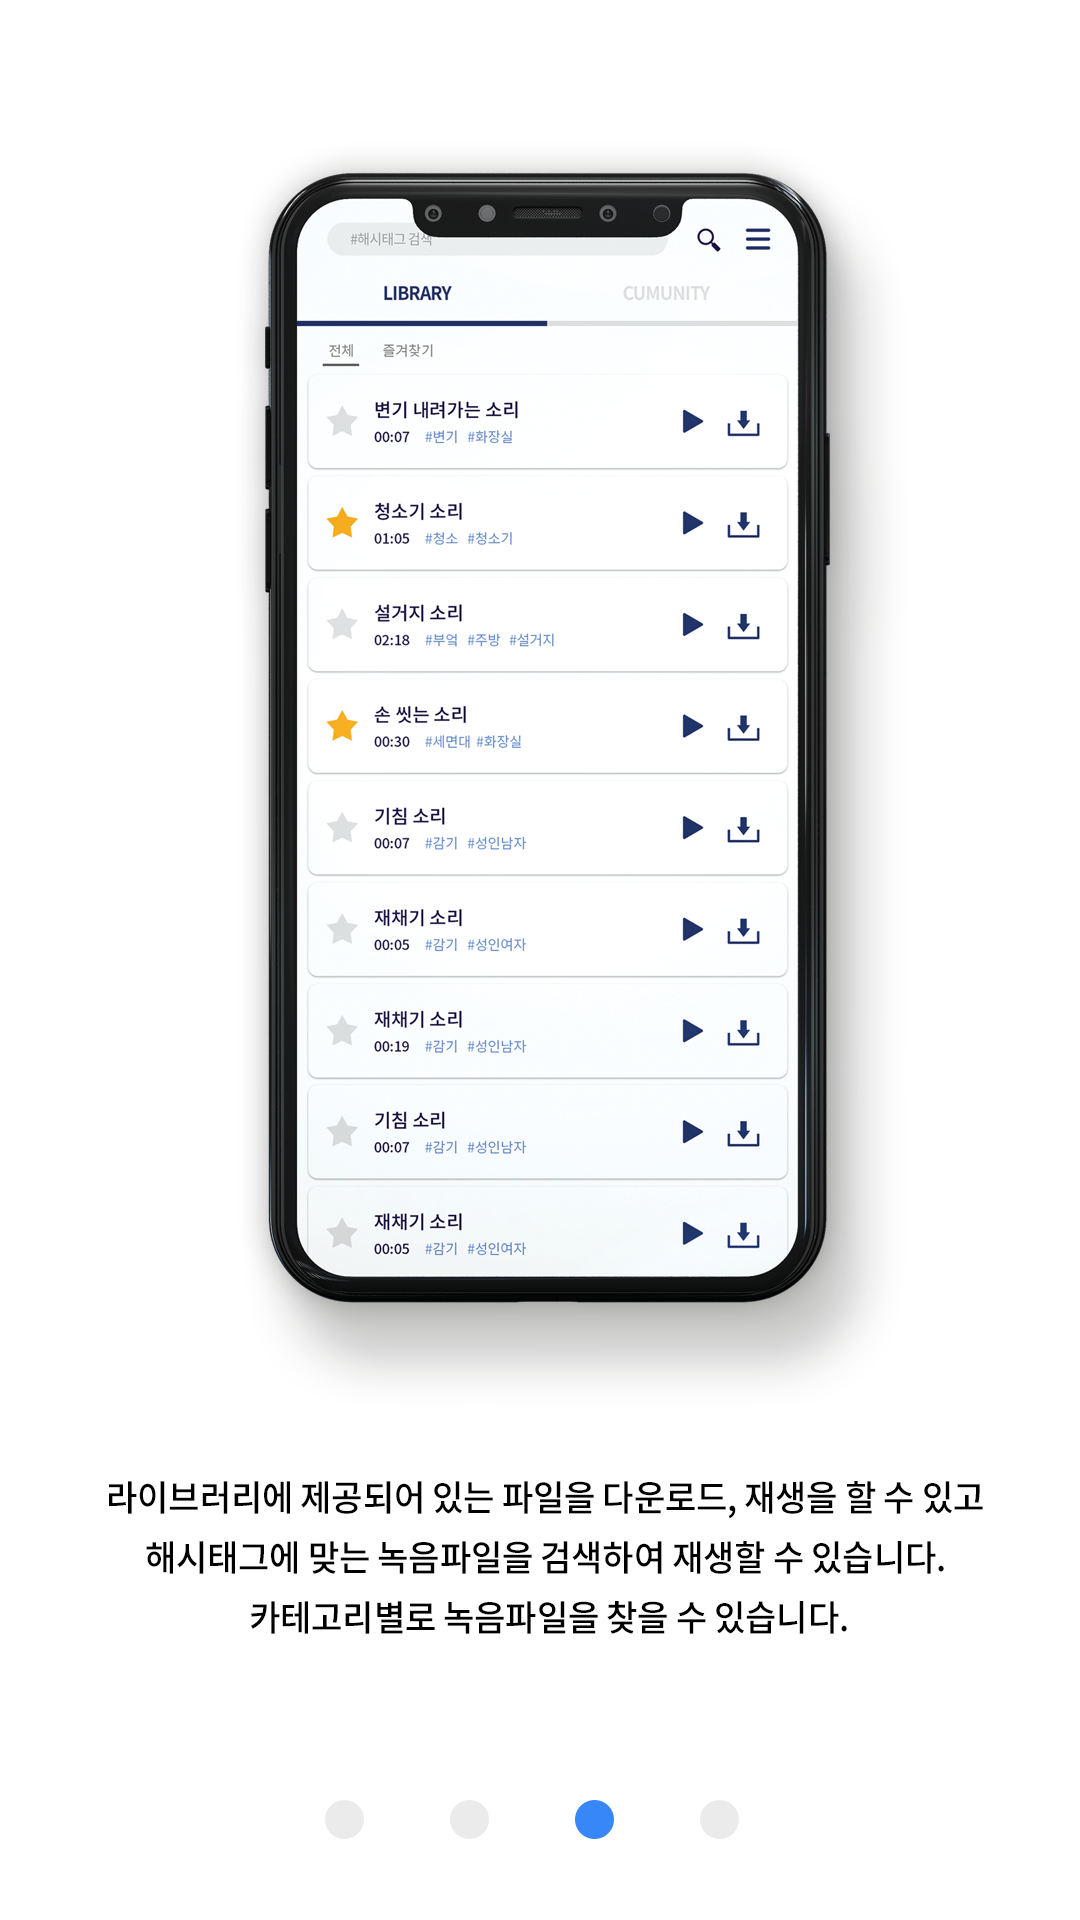 #해시태그 검색
LIBRARY CUMUNITY
전체 즐겨찾기
변기 내려가는 소리
00:07 #변기 #화장실
청소기 소리
01:05 #청소 #청소기
설거지 소리
02:18 #부엌 #주방 #설거지
손 씻는 소리
00:30 #세면대 #화장실
기침 소리
00:07 #감기 #성인남자
재채기 소리
00:05 #감기 #성인여자
재채기 소리
00:19 #감기 #성인남자
기침 소리
00:07 #감기 #성인남자
재채기 소리
00:05 #감기 #성인여자
라이브러리에 제공되어 있는 파일을 다운로드, 재생을 할 수 있고
해시태그에 맞는 녹음파일을 검색하여 재생할 수 있습니다.
카테고리별로 녹음파일을 찾을 수 있습니다.